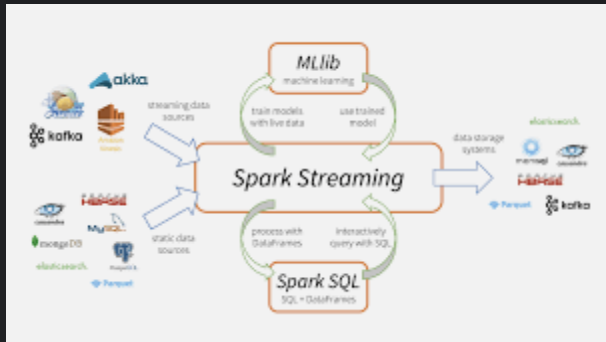 MLlib
machine learning
akka
streaming data
sources
train models
with live data
use trained
model
kafka
data storage
systems
elasticsearch
Spark Streaming
HBASE
cassandra
MySQL
mongoDB
static data
sources
process with
DataFrames
interactively
query with SQL
HBASE
Parquet
kafka
elasticsearch
PostgreSQL
Parquet
Spark SQL
SQL + DataFrames